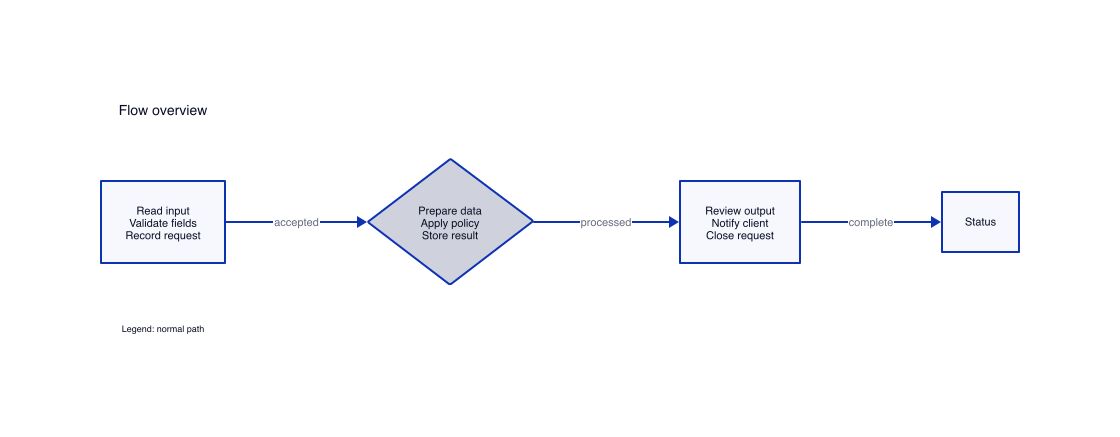 Flow overview
Read input
Validate fields
Record request
accepted
Prepare data
Apply policy
Store result
processed
Review output
Notify client
Close request
complete
Status
Legend: normal path